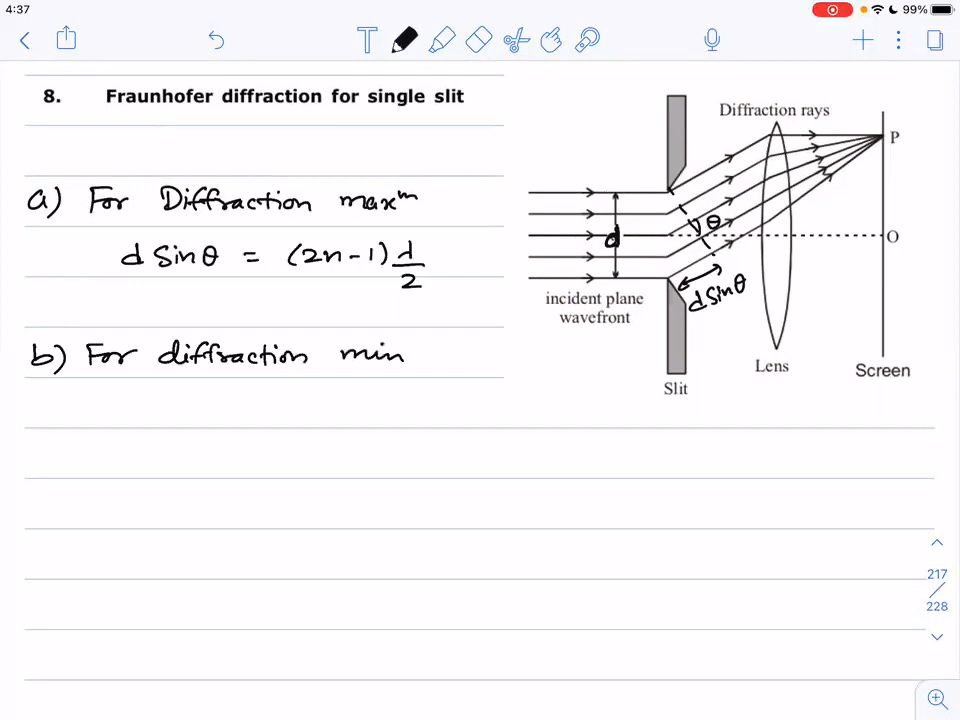 4:37
99%
T
8. Fraunhofer diffraction for single slit
a) For Diffraction maxᵐ
d Sinθ = (2n-1) λ/2
b) For diffraction min
Diffraction rays
P
θ
d
O
d Sinθ
incident plane
wavefront
Lens
Screen
Slit
217
/
228